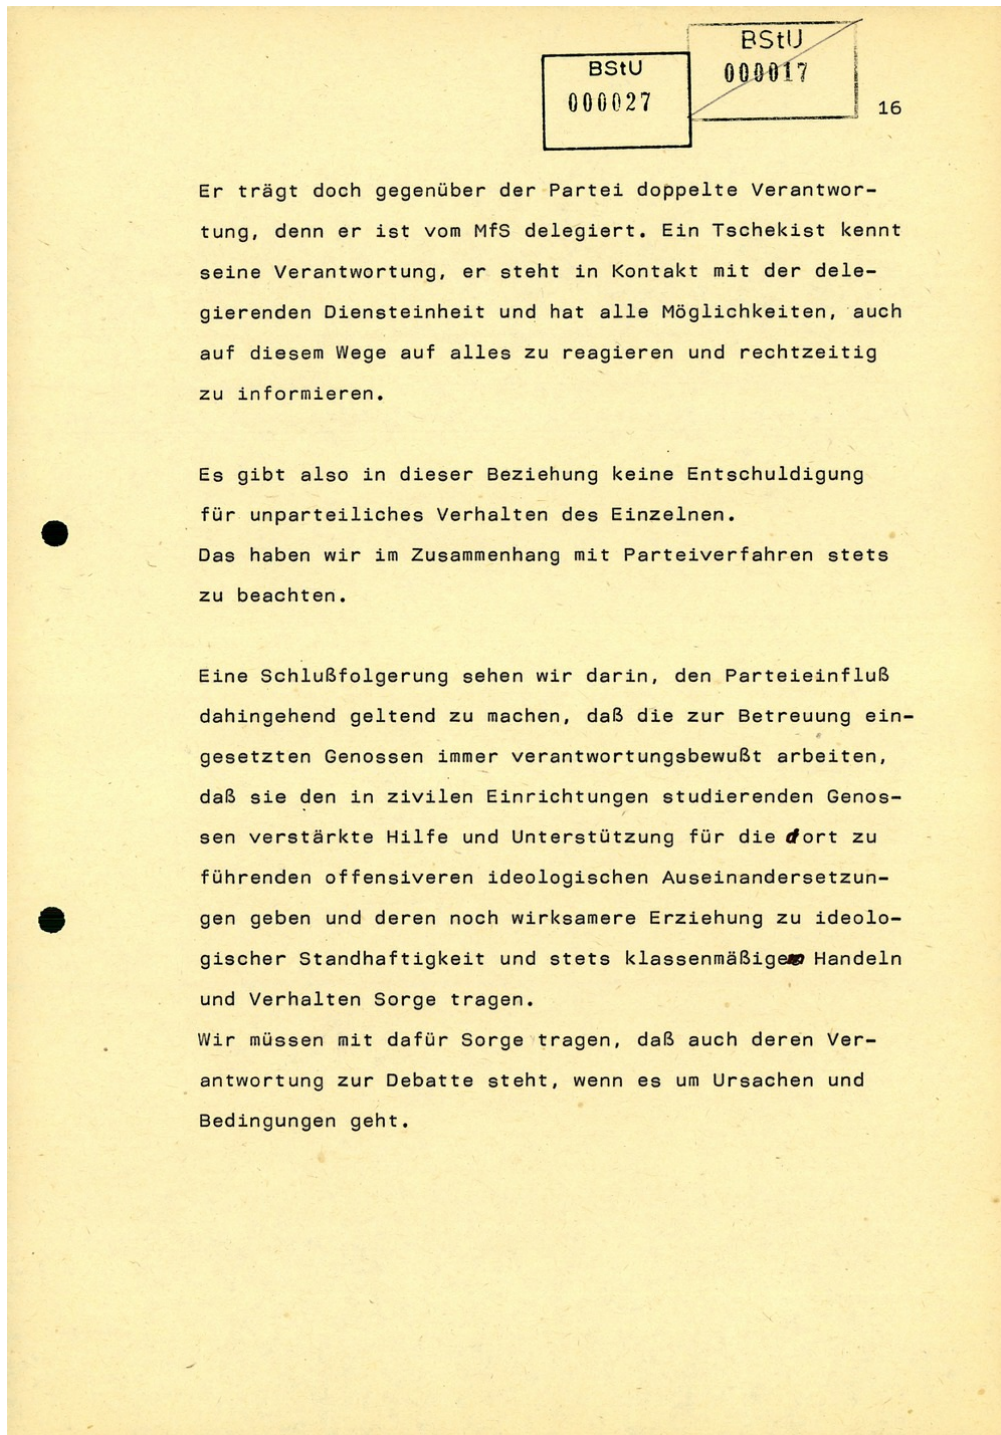 BStU
000017
BStU
000027
16
Er trägt doch gegenüber der Partei doppelte Verantwor-
tung, denn er ist vom MfS delegiert. Ein Tschekist kennt
seine Verantwortung, er steht in Kontakt mit der dele-
gierenden Diensteinheit und hat alle Möglichkeiten, auch
auf diesem Wege auf alles zu reagieren und rechtzeitig
zu informieren.
Es gibt also in dieser Beziehung keine Entschuldigung
für unparteiliches Verhalten des Einzelnen.
Das haben wir im Zusammenhang mit Parteiverfahren stets
zu beachten.
Eine Schlußfolgerung sehen wir darin, den Parteieinfluß
dahingehend geltend zu machen, daß die zur Betreuung ein-
gesetzten Genossen immer verantwortungsbewußt arbeiten,
daß sie den in zivilen Einrichtungen studierenden Genos-
sen verstärkte Hilfe und Unterstützung für die dort zu
führenden offensiveren ideologischen Auseinandersetzun-
gen geben und deren noch wirksamere Erziehung zu ideolo-
gischer Standhaftigkeit und stets klassenmäßigem Handeln
und Verhalten Sorge tragen.
Wir müssen mit dafür Sorge tragen, daß auch deren Ver-
antwortung zur Debatte steht, wenn es um Ursachen und
Bedingungen geht.